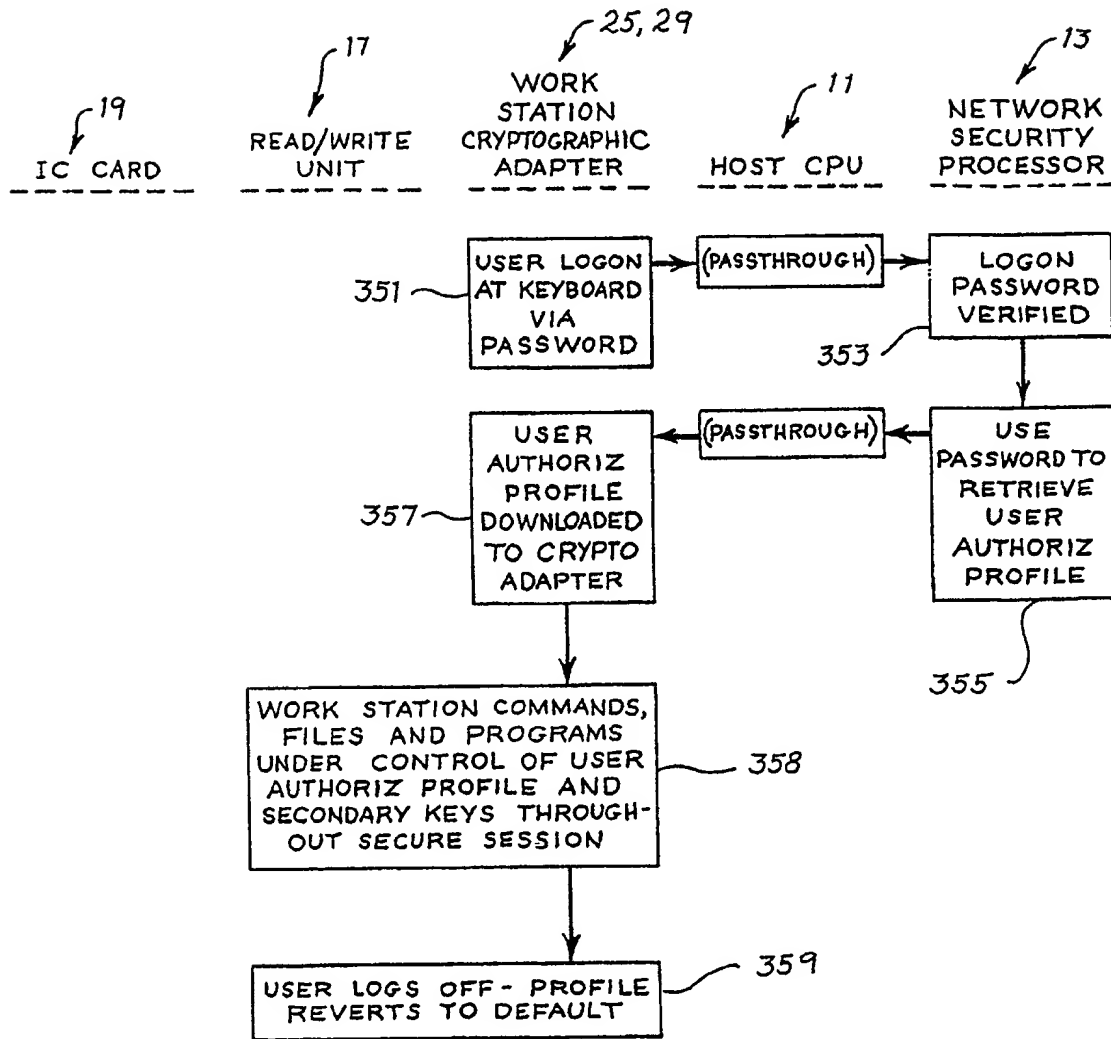 25, 29
17
13
11
19
IC CARD
READ/WRITE
UNIT
WORK
STATION
CRYPTOGRAPHIC
ADAPTER
HOST CPU
NETWORK
SECURITY
PROCESSOR
351
USER LOGON
AT KEYBOARD
VIA
PASSWORD
(PASSTHROUGH)
LOGON
PASSWORD
VERIFIED
353
357
USER
AUTHORIZ
PROFILE
DOWNLOADED
TO CRYPTO
ADAPTER
(PASSTHROUGH)
USE
PASSWORD TO
RETRIEVE
USER
AUTHORIZ
PROFILE
355
WORK STATION COMMANDS,
FILES AND PROGRAMS
UNDER CONTROL OF USER
AUTHORIZ PROFILE AND
SECONDARY KEYS THROUGH-
OUT SECURE SESSION
358
USER LOGS OFF - PROFILE
REVERTS TO DEFAULT
359